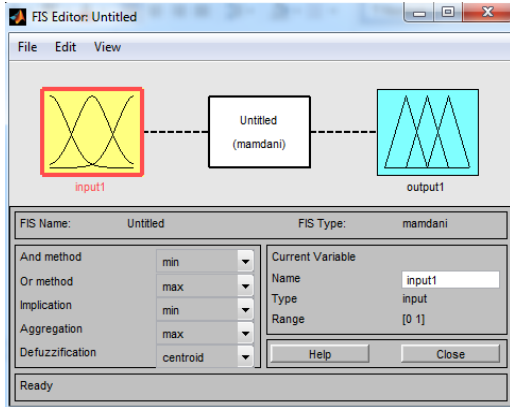 FIS Editor: Untitled
File Edit View
Untitled
(mamdani)
input1
output1
FIS Name: Untitled FIS Type: mamdani
And method min
Or method max
Implication min
Aggregation max
Defuzzification centroid
Current Variable
Name input1
Type input
Range [0 1]
Help Close
Ready